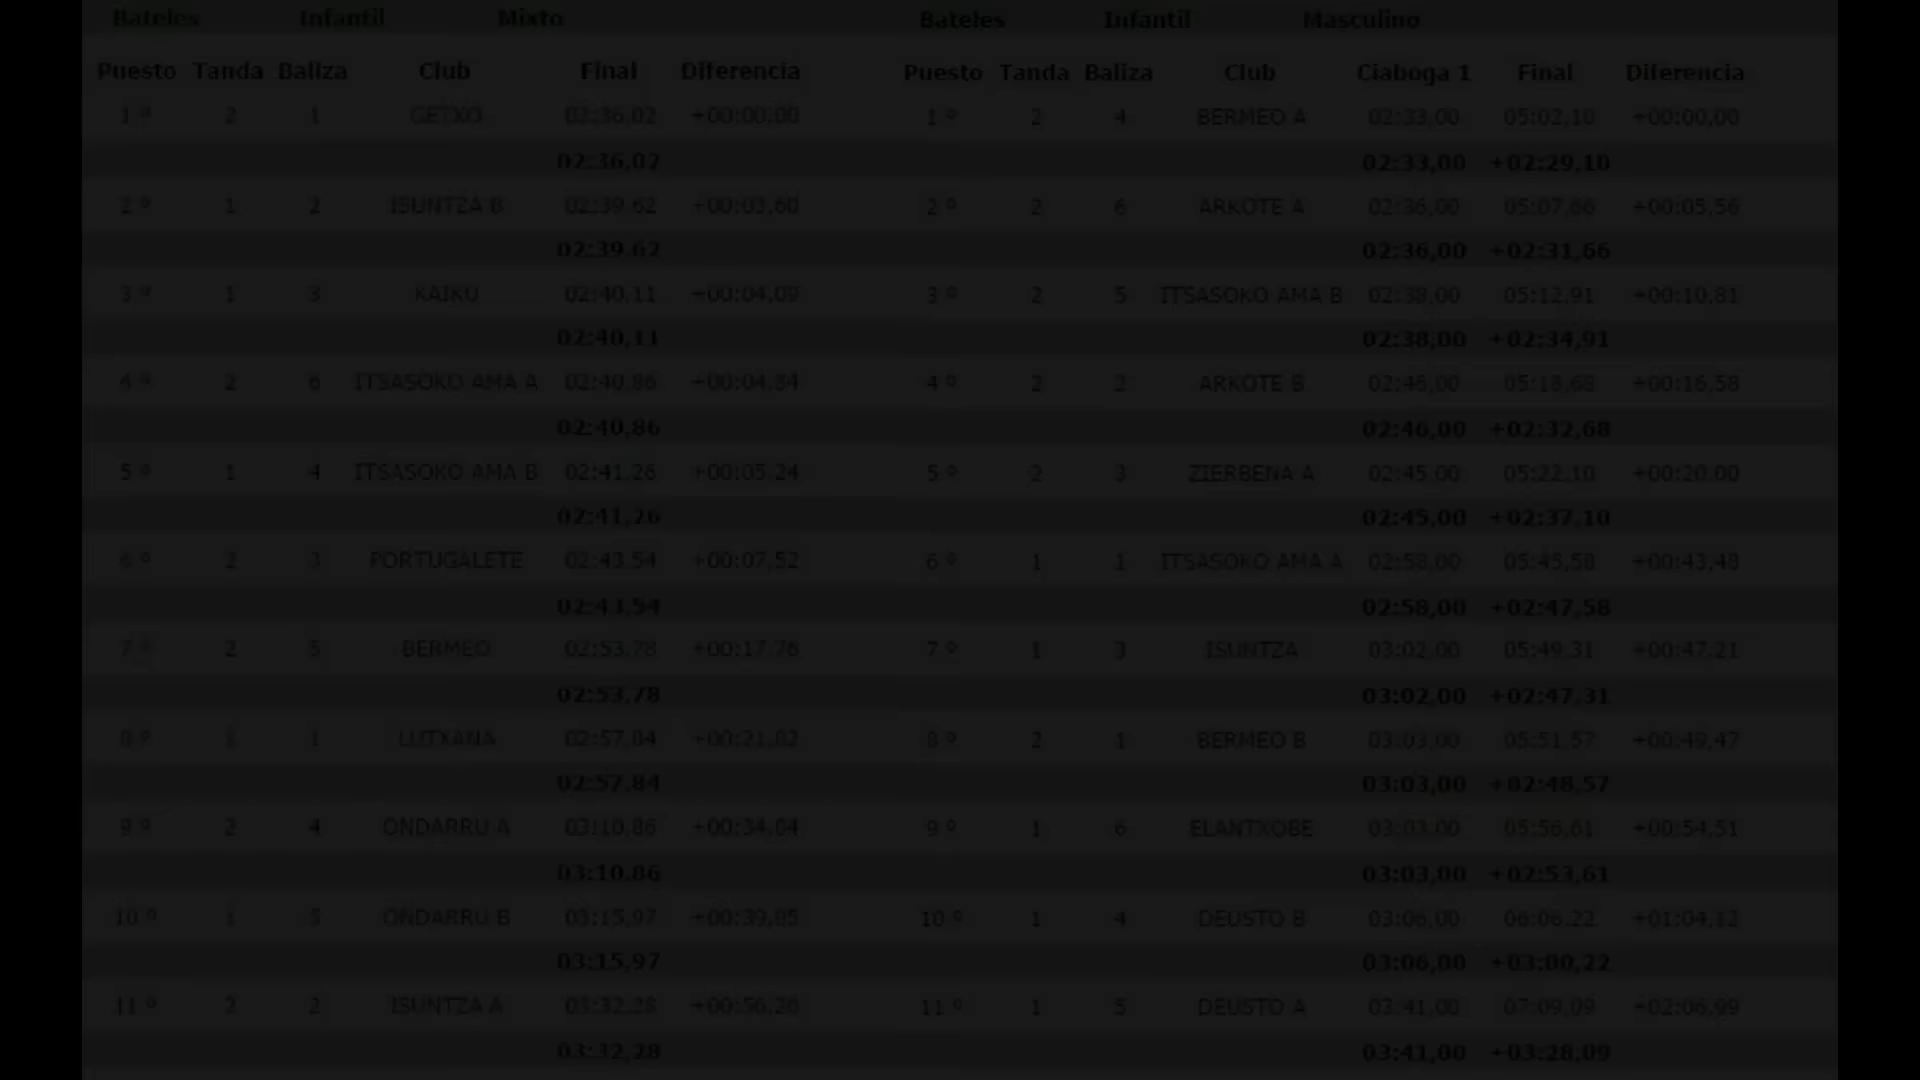 Bateles Infantil Mixto
Puesto Tanda Baliza Club Final Diferencia
1 º 2 1 GETXO 02:36,02 +00:00,00
02:36,02
2 º 1 2 ISUNTZA B 02:39,62 +00:03,60
02:39,62
3 º 1 3 KAIKU 02:40,11 +00:04,09
02:40,11
4 º 2 6 ITSASOKO AMA A 02:40,86 +00:04,84
02:40,86
5 º 1 4 ITSASOKO AMA B 02:41,26 +00:05,24
02:41,26
6 º 2 3 PORTUGALETE 02:43,54 +00:07,52
02:43,54
7 º 2 5 BERMEO 02:53,78 +00:17,76
02:53,78
8 º 1 1 LUTXANA 02:57,84 +00:21,82
02:57,84
9 º 2 4 ONDARRU A 03:10,86 +00:34,84
03:10,86
10 º 1 5 ONDARRU B 03:15,97 +00:39,95
03:15,97
11 º 2 2 ISUNTZA A 03:32,28 +00:56,26
03:32,28
Bateles Infantil Masculino
Puesto Tanda Baliza Club Ciaboga 1 Final Diferencia
1 º 2 4 BERMEO A 02:33,00 05:02,10 +00:00,00
02:33,00 +02:29,10
2 º 2 6 ARKOTE A 02:36,00 05:07,66 +00:05,56
02:36,00 +02:31,66
3 º 2 5 ITSASOKO AMA B 02:38,00 05:12,91 +00:10,81
02:38,00 +02:34,91
4 º 2 2 ARKOTE B 02:46,00 05:18,68 +00:16,58
02:46,00 +02:32,68
5 º 2 3 ZIERBENA A 02:45,00 05:22,10 +00:20,00
02:45,00 +02:37,10
6 º 1 1 ITSASOKO AMA A 02:58,00 05:45,58 +00:43,48
02:58,00 +02:47,58
7 º 1 3 ISUNTZA 03:02,00 05:49,31 +00:47,21
03:02,00 +02:47,31
8 º 2 1 BERMEO B 03:03,00 05:51,57 +00:49,47
03:03,00 +02:48,57
9 º 1 6 ELANTXOBE 03:03,00 05:56,61 +00:54,51
03:03,00 +02:53,61
10 º 1 4 DEUSTO B 03:06,00 06:06,22 +01:04,12
03:06,00 +03:00,22
11 º 1 5 DEUSTO A 03:41,00 07:09,09 +02:06,99
03:41,00 +03:28,09